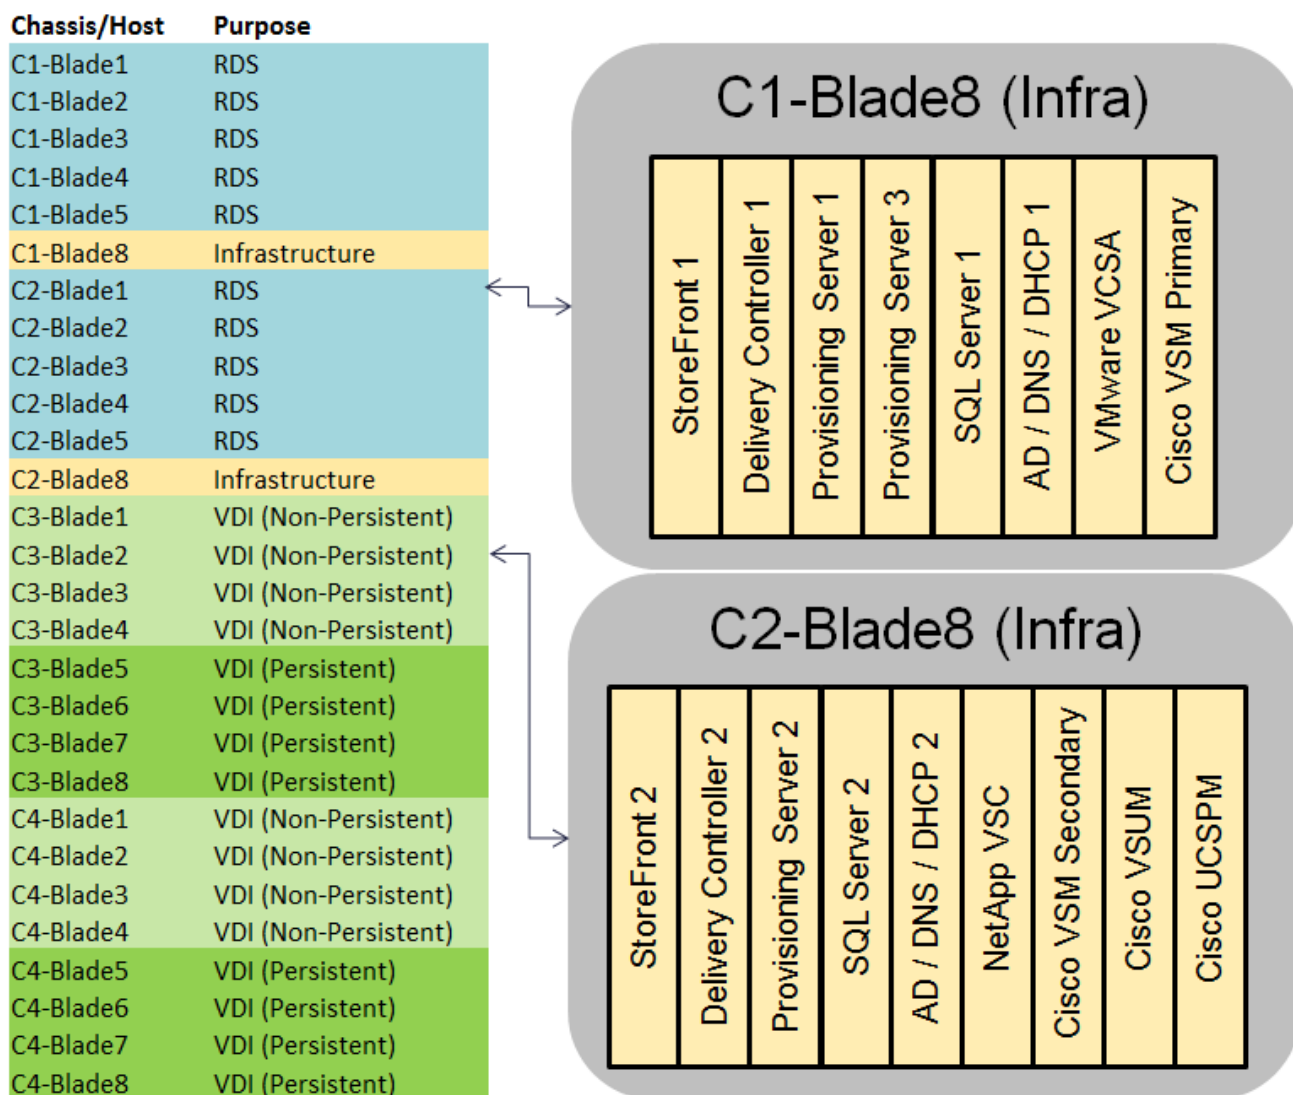 Chassis/Host Purpose
C1-Blade1 RDS
C1-Blade2 RDS
C1-Blade3 RDS
C1-Blade4 RDS
C1-Blade5 RDS
C1-Blade8 Infrastructure
C2-Blade1 RDS
C2-Blade2 RDS
C2-Blade3 RDS
C2-Blade4 RDS
C2-Blade5 RDS
C2-Blade8 Infrastructure
C3-Blade1 VDI (Non-Persistent)
C3-Blade2 VDI (Non-Persistent)
C3-Blade3 VDI (Non-Persistent)
C3-Blade4 VDI (Non-Persistent)
C3-Blade5 VDI (Persistent)
C3-Blade6 VDI (Persistent)
C3-Blade7 VDI (Persistent)
C3-Blade8 VDI (Persistent)
C4-Blade1 VDI (Non-Persistent)
C4-Blade2 VDI (Non-Persistent)
C4-Blade3 VDI (Non-Persistent)
C4-Blade4 VDI (Non-Persistent)
C4-Blade5 VDI (Persistent)
C4-Blade6 VDI (Persistent)
C4-Blade7 VDI (Persistent)
C4-Blade8 VDI (Persistent)
C1-Blade8 (Infra)
StoreFront 1
Delivery Controller 1
Provisioning Server 1
Provisioning Server 3
SQL Server 1
AD / DNS / DHCP 1
VMware VCSA
Cisco VSM Primary
C2-Blade8 (Infra)
StoreFront 2
Delivery Controller 2
Provisioning Server 2
SQL Server 2
AD / DNS / DHCP 2
NetApp VSC
Cisco VSM Secondary
Cisco VSUM
Cisco UCSPM